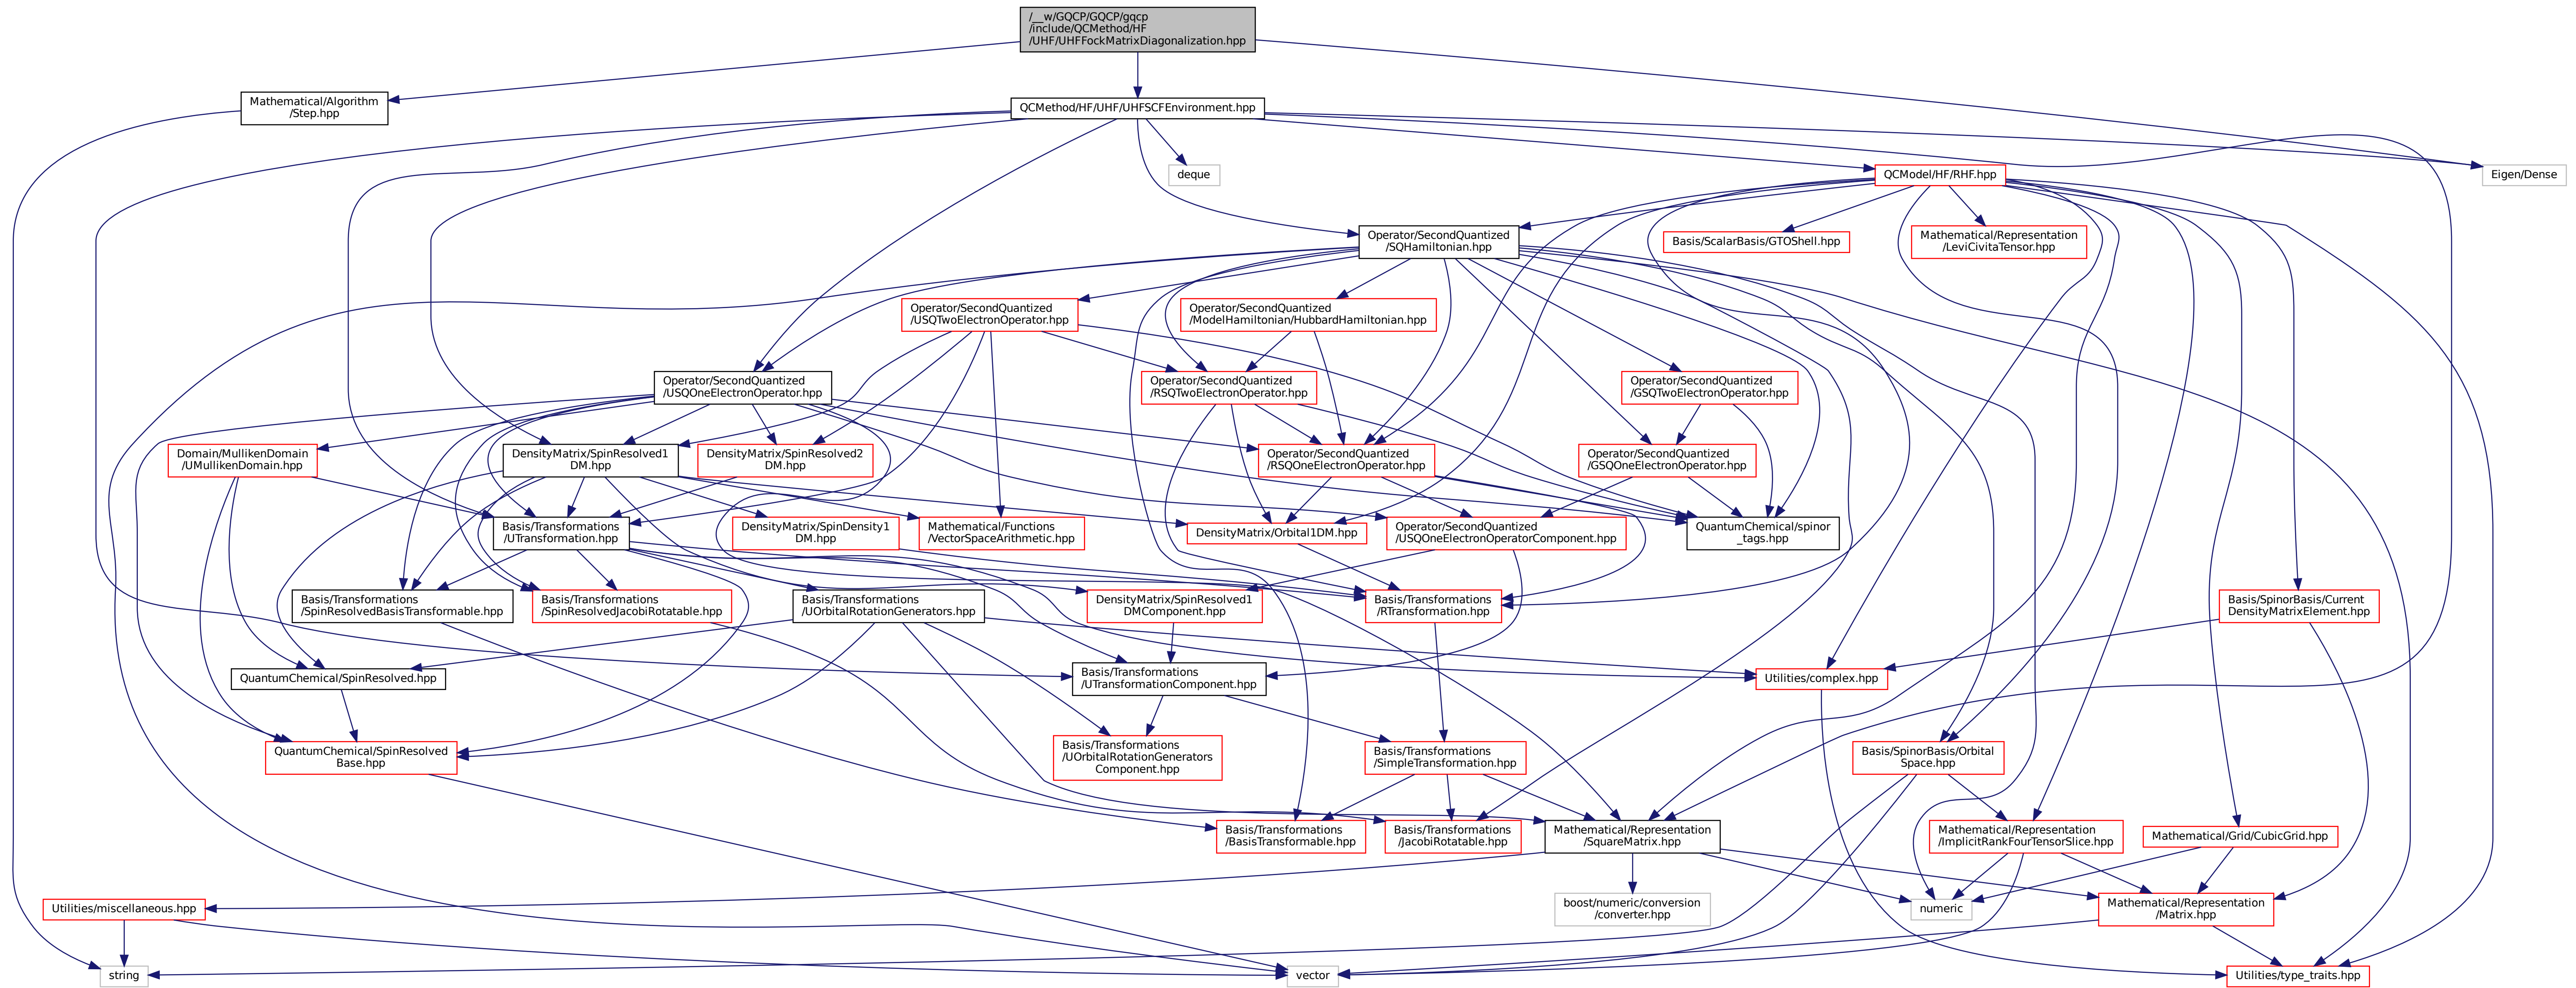 /__w/GQCP/GQCP/gqcp
/include/QCMethod/HF
/UHF/UHFFockMatrixDiagonalization.hpp
Mathematical/Algorithm
/Step.hpp
QCMethod/HF/UHF/UHFSCFEnvironment.hpp
deque
QCModel/HF/RHF.hpp
Eigen/Dense
Operator/SecondQuantized
/SQHamiltonian.hpp
Basis/ScalarBasis/GTOShell.hpp
Mathematical/Representation
/LeviCivitaTensor.hpp
Operator/SecondQuantized
/USQTwoElectronOperator.hpp
Operator/SecondQuantized
/ModelHamiltonian/HubbardHamiltonian.hpp
Operator/SecondQuantized
/USQOneElectronOperator.hpp
Operator/SecondQuantized
/RSQTwoElectronOperator.hpp
Operator/SecondQuantized
/GSQTwoElectronOperator.hpp
Domain/MullikenDomain
/UMullikenDomain.hpp
DensityMatrix/SpinResolved1
DM.hpp
DensityMatrix/SpinResolved2
DM.hpp
Operator/SecondQuantized
/RSQOneElectronOperator.hpp
Operator/SecondQuantized
/GSQOneElectronOperator.hpp
Basis/Transformations
/UTransformation.hpp
DensityMatrix/SpinDensity1
DM.hpp
Mathematical/Functions
/VectorSpaceArithmetic.hpp
DensityMatrix/Orbital1DM.hpp
Operator/SecondQuantized
/USQOneElectronOperatorComponent.hpp
QuantumChemical/spinor
_tags.hpp
Basis/Transformations
/SpinResolvedBasisTransformable.hpp
Basis/Transformations
/SpinResolvedJacobiRotatable.hpp
Basis/Transformations
/UOrbitalRotationGenerators.hpp
DensityMatrix/SpinResolved1
DMComponent.hpp
Basis/Transformations
/RTransformation.hpp
Basis/SpinorBasis/Current
DensityMatrixElement.hpp
QuantumChemical/SpinResolved.hpp
Basis/Transformations
/UTransformationComponent.hpp
Utilities/complex.hpp
QuantumChemical/SpinResolved
Base.hpp
Basis/Transformations
/UOrbitalRotationGenerators
Component.hpp
Basis/Transformations
/SimpleTransformation.hpp
Basis/SpinorBasis/Orbital
Space.hpp
Basis/Transformations
/BasisTransformable.hpp
Basis/Transformations
/JacobiRotatable.hpp
Mathematical/Representation
/SquareMatrix.hpp
Mathematical/Representation
/ImplicitRankFourTensorSlice.hpp
Mathematical/Grid/CubicGrid.hpp
Utilities/miscellaneous.hpp
boost/numeric/conversion
/converter.hpp
numeric
Mathematical/Representation
/Matrix.hpp
string
vector
Utilities/type_traits.hpp